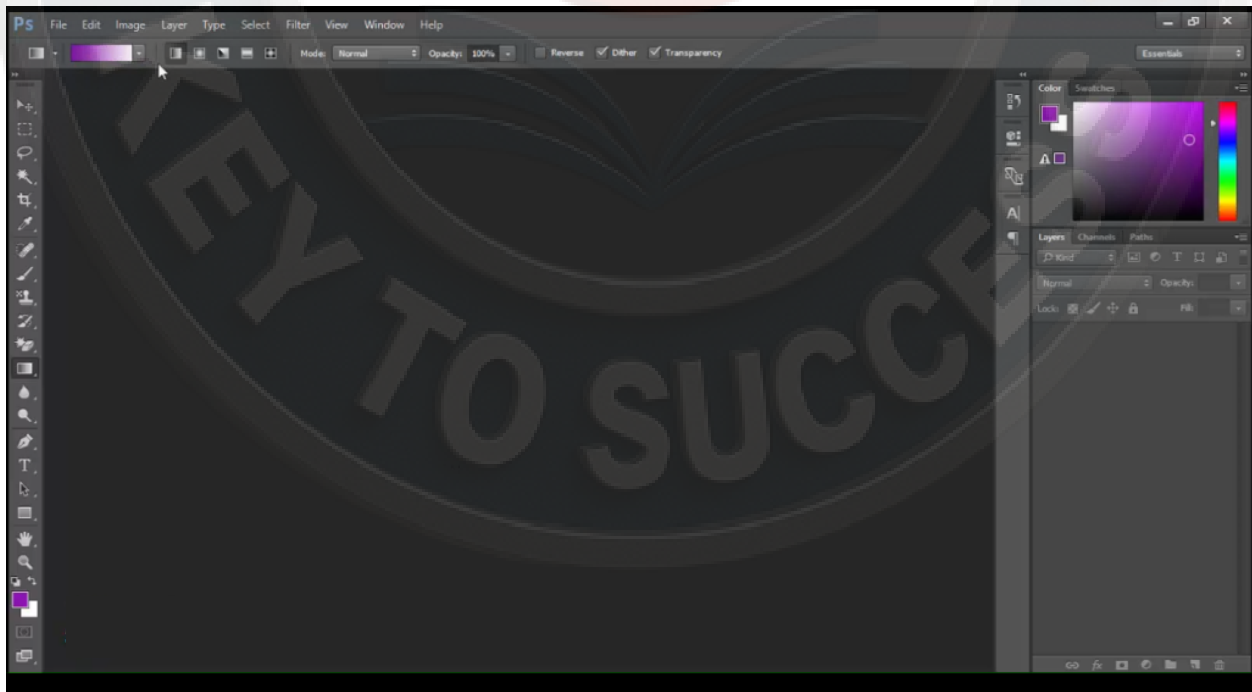 Ps File Edit Image Layer Type Select Filter View Window Help
Mode: Normal Opacity: 100% Reverse Dither Transparency Essentials
Color Swatches
Layers Channels Paths
Kind
Normal Opacity:
Lock: Fill:
KEY TO SUCCESS